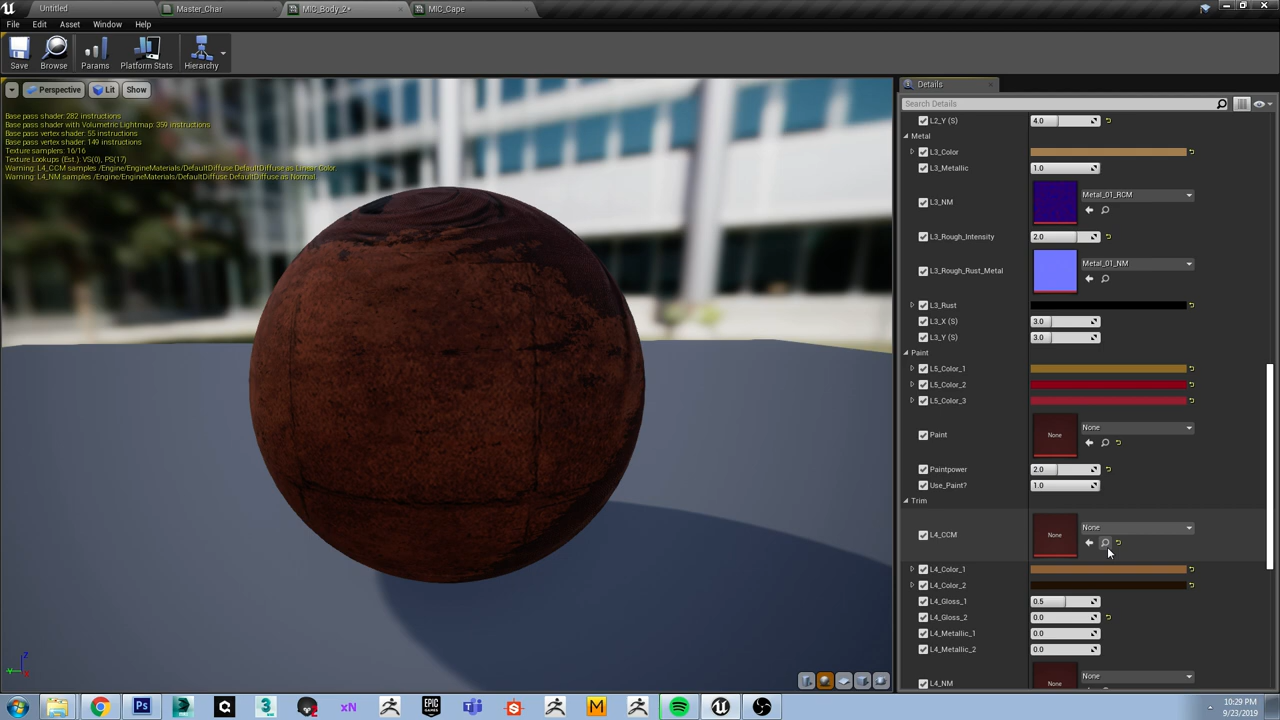 Untitled
Master_Char
MIC_Body_2*
MIC_Cape
File
Edit
Asset
Window
Help
Save
Browse
Params
Platform Stats
Hierarchy
Perspective
Lit
Show
Base pass shader: 282 instructions
Base pass shader with Volumetric Lightmap: 359 instructions
Base pass vertex shader: 55 instructions
Base pass vertex shader: 149 instructions
Texture samplers: 16/16
Texture Lookups (Est.): VS(0), PS(17)
Warning: L4_CCM samples /Engine/EngineMaterials/DefaultDiffuse.DefaultDiffuse as Linear Color.
Warning: L4_NM samples /Engine/EngineMaterials/DefaultDiffuse.DefaultDiffuse as Normal.
Details
Search Details
L2_Y (S)
4.0
Metal
L3_Color
L3_Metallic
1.0
L3_NM
Metal_01_RCM
L3_Rough_Intensity
2.0
L3_Rough_Rust_Metal
Metal_01_NM
L3_Rust
L3_X (S)
3.0
L3_Y (S)
3.0
Paint
L5_Color_1
L5_Color_2
L5_Color_3
Paint
None
None
Paintpower
2.0
Use_Paint?
1.0
Trim
L4_CCM
None
None
L4_Color_1
L4_Color_2
L4_Gloss_1
0.5
L4_Gloss_2
0.0
L4_Metallic_1
0.0
L4_Metallic_2
0.0
L4_NM
None
None
Z
Y
Ps
3
xN
EPIC
GAMES
M
10:29 PM
9/23/2019